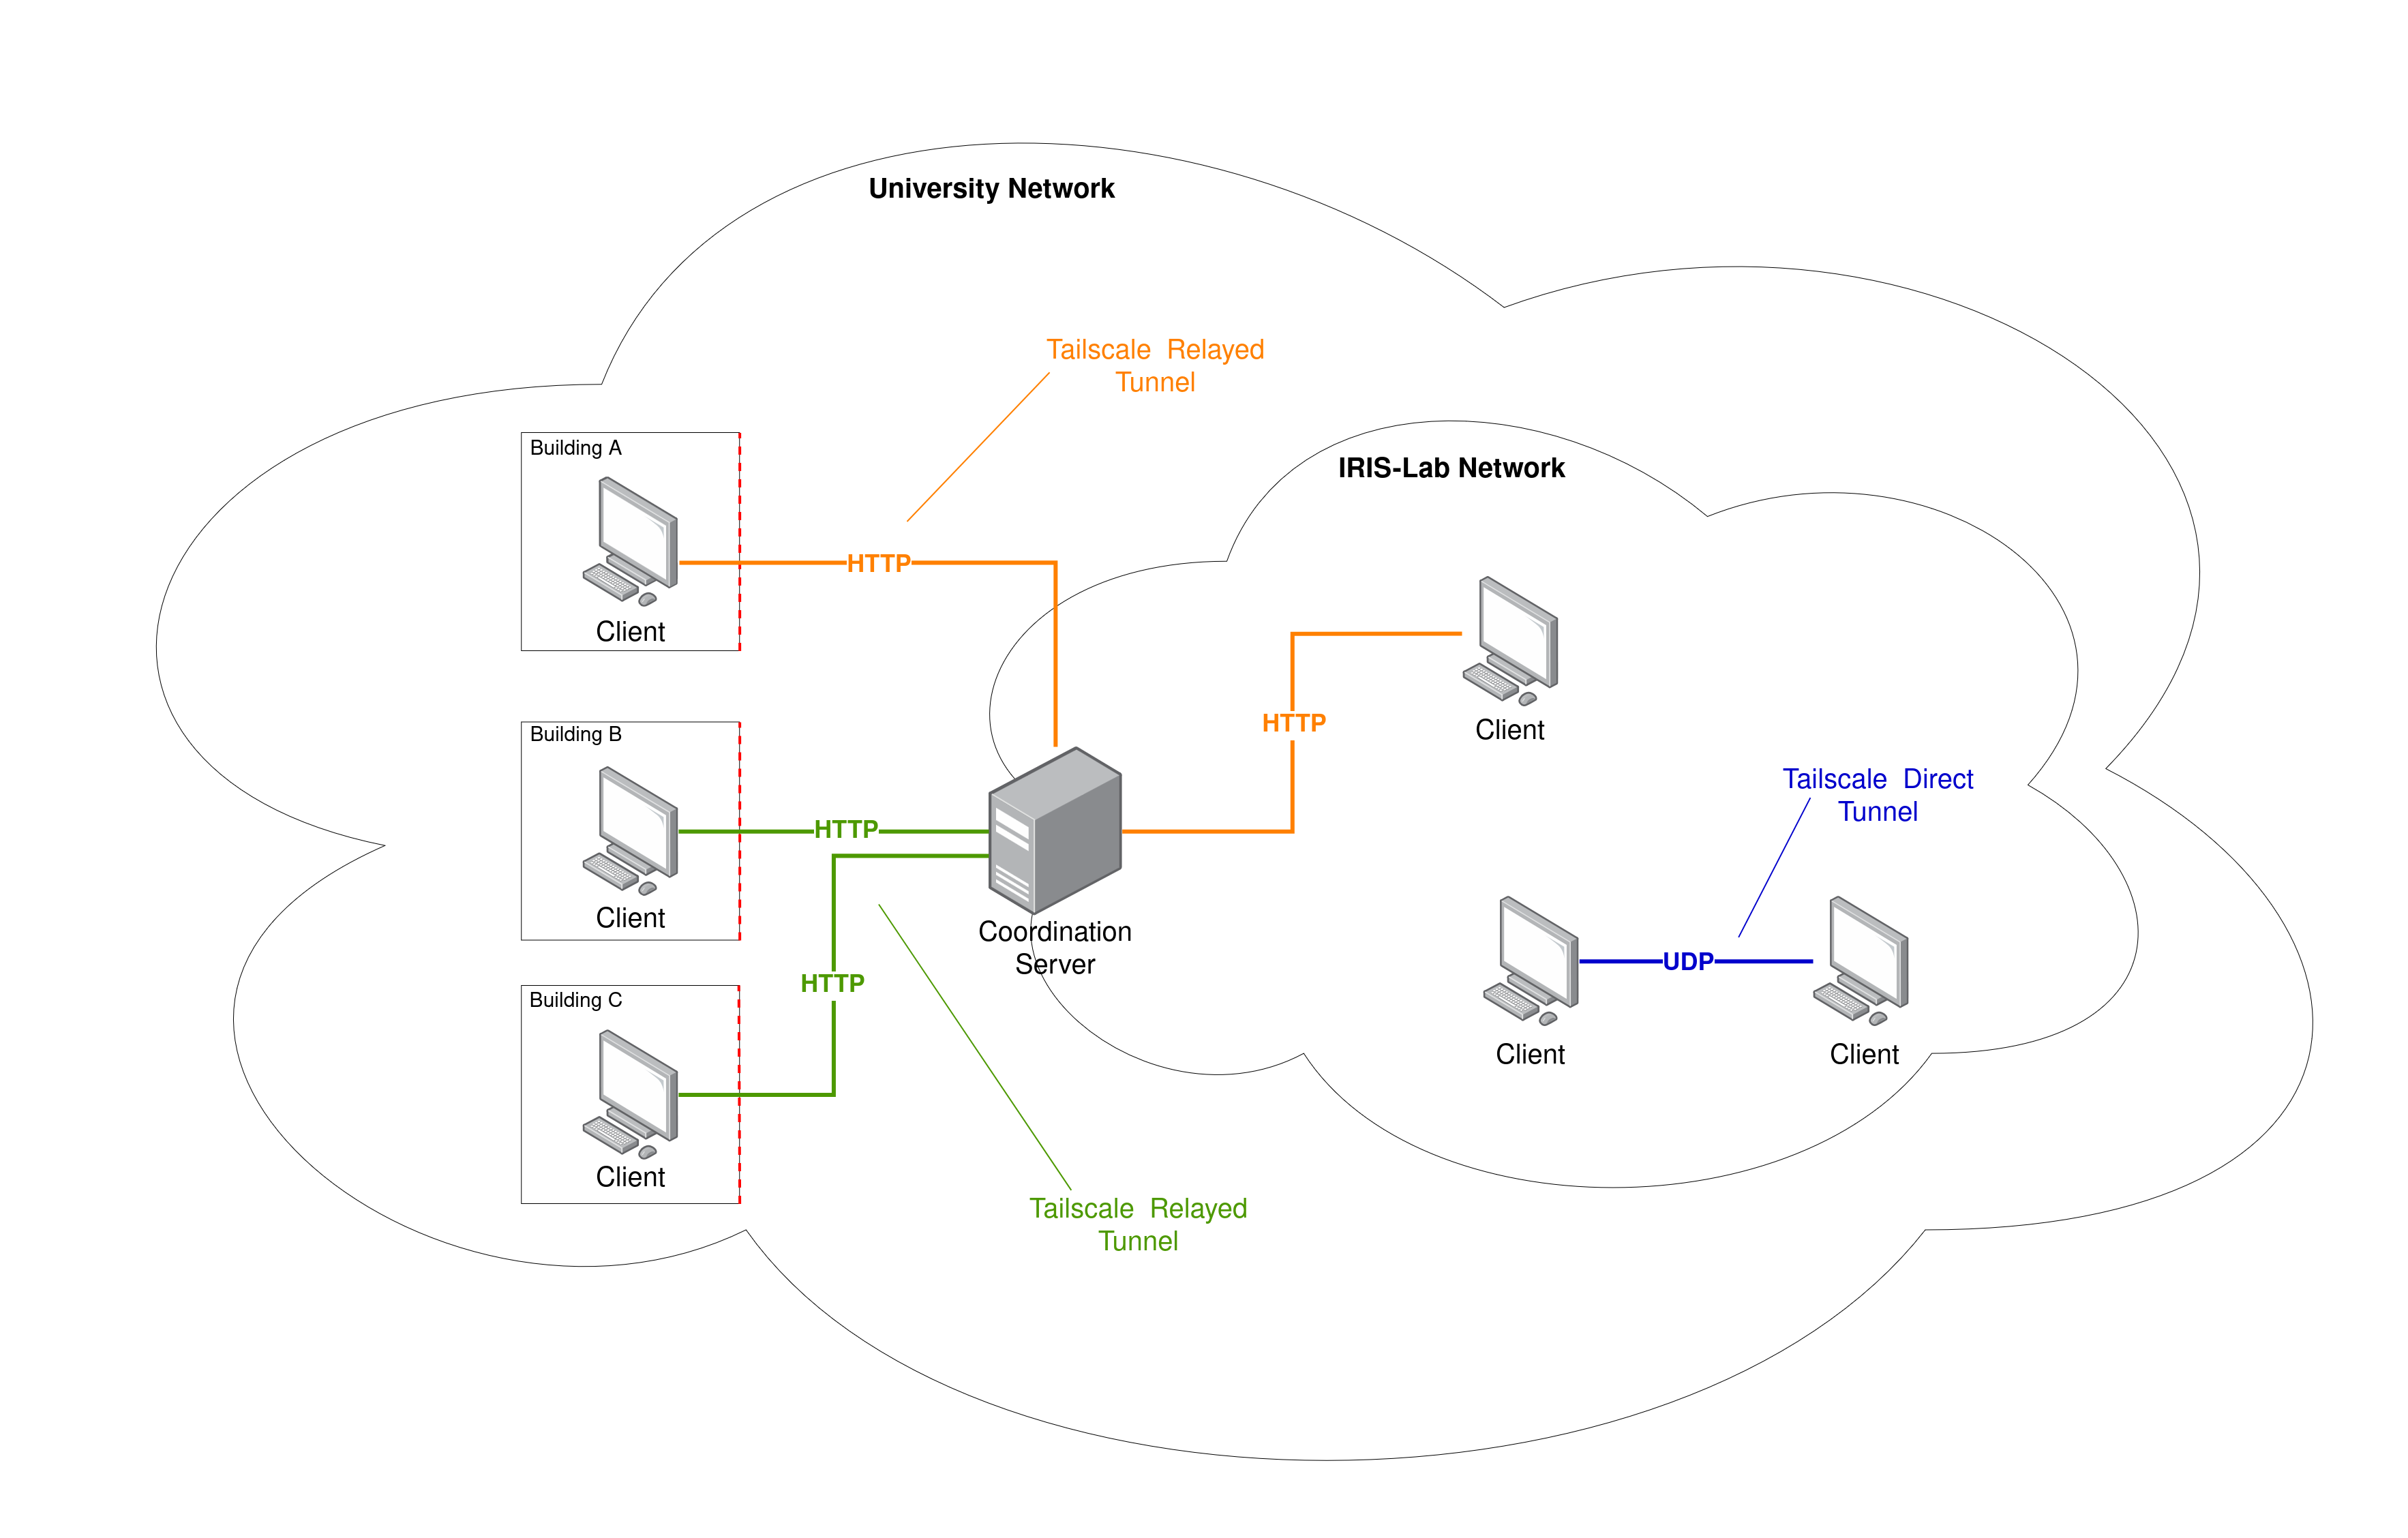 University Network
Tailscale Relayed
Tunnel
Building A
Client
HTTP
IRIS-Lab Network
HTTP
Client
Building B
Client
HTTP
Coordination
Server
Tailscale Direct
Tunnel
Client
UDP
Client
HTTP
Building C
Client
Tailscale Relayed
Tunnel